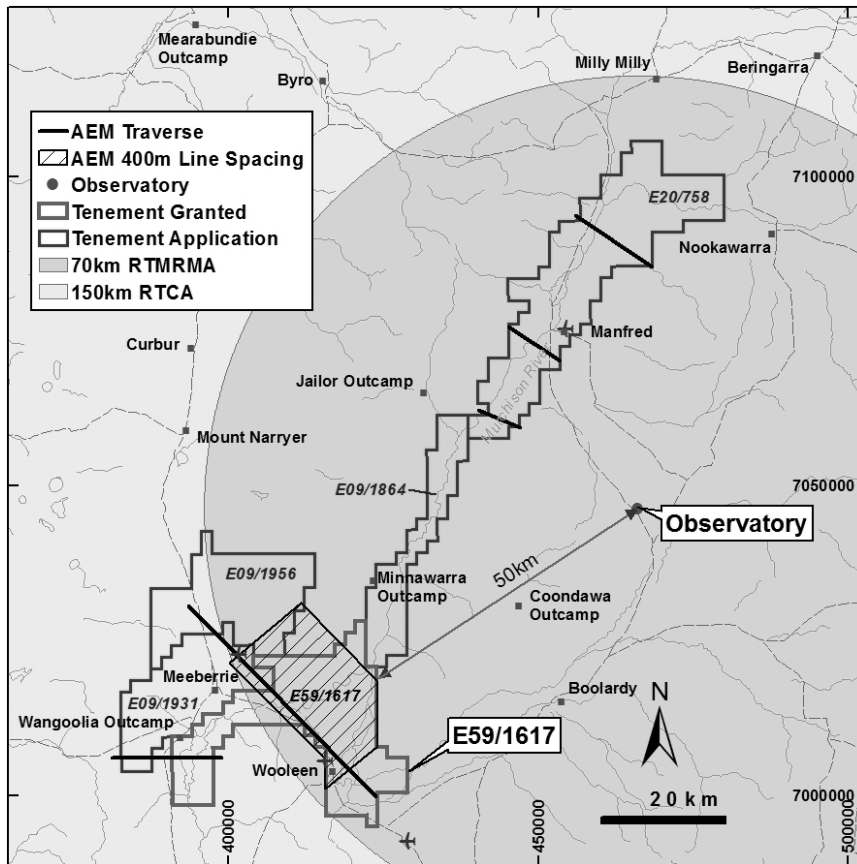 Mearabundie
Outcamp
Byro
Milly Milly
Beringarra
AEM Traverse
AEM 400m Line Spacing
Observatory
Tenement Granted
Tenement Application
70km RTMRMA
150km RTCA
7100000
E20/758
Nookawarra
Manfred
Curbur
Jailor Outcamp
Murchison River
Mount Narryer
E09/1864
7050000
Observatory
50km
E09/1956
Minnawarra
Outcamp
Coondawa
Outcamp
Meeberrie
E09/1931
E59/1617
Boolardy
N
Wangoolia Outcamp
E59/1617
Wooleen
20km
7000000
400000
450000
500000